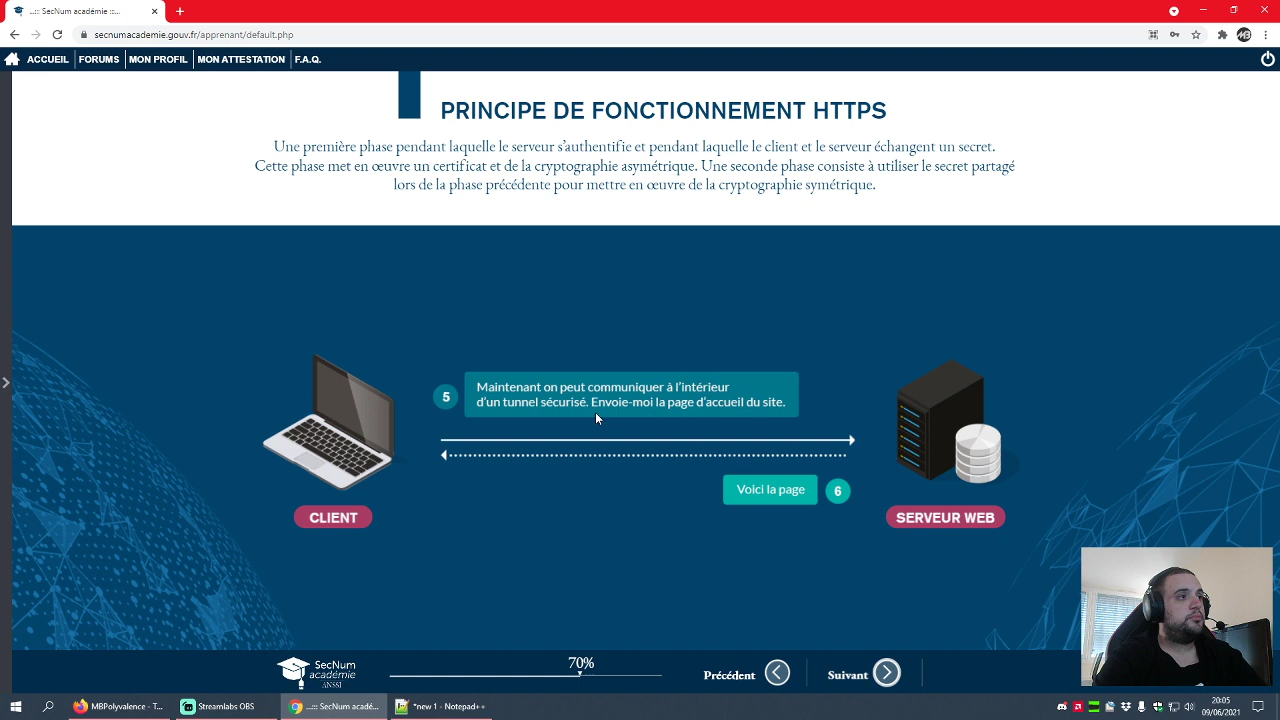 ..:: SecNum académie ::...
secnumacademie.gouv.fr/apprenant/default.php
ACCUEIL
FORUMS
MON PROFIL
MON ATTESTATION
F.A.Q.
PRINCIPE DE FONCTIONNEMENT HTTPS
Une première phase pendant laquelle le serveur s’authentifie et pendant laquelle le client et le serveur échangent un secret.
Cette phase met en œuvre un certificat et de la cryptographie asymétrique. Une seconde phase consiste à utiliser le secret partagé
lors de la phase précédente pour mettre en œuvre de la cryptographie symétrique.
5
Maintenant on peut communiquer à l’intérieur
d’un tunnel sécurisé. Envoie-moi la page d’accueil du site.
Voici la page
6
CLIENT
SERVEUR WEB
SecNum
académie
ANSSI
70%
Précédent
Suivant
MBPolyvalence - T...
Streamlabs OBS
..:: SecNum acadé...
*new 1 - Notepad++
20:05
09/06/2021